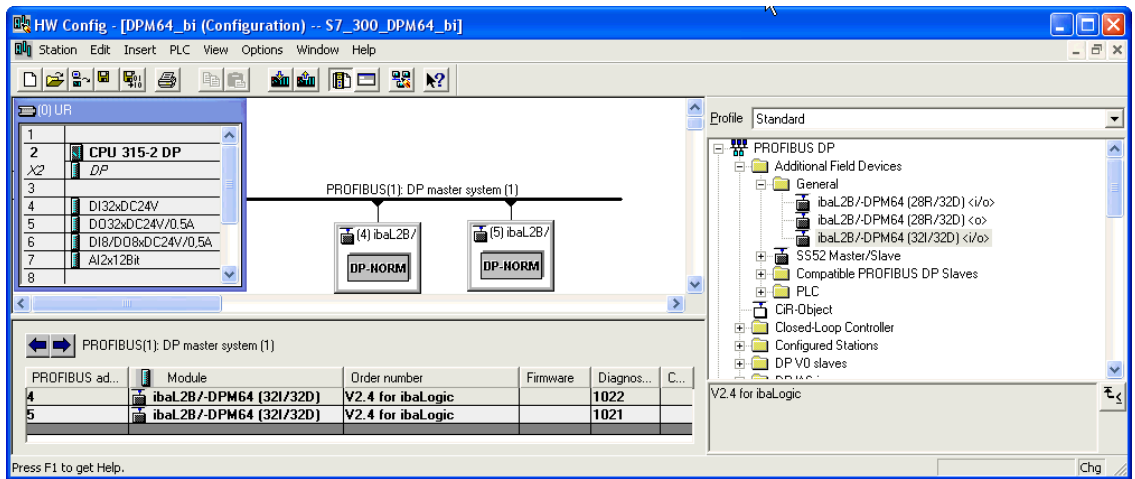 HW Config - [DPM64_bi (Configuration) -- S7_300_DPM64_bi]
Station Edit Insert PLC View Options Window Help
(0) UR
1
2 CPU 315-2 DP
X2 DP
3
4 DI32xDC24V
5 DO32xDC24V/0.5A
6 DI8/DO8xDC24V/0,5A
7 AI2x12Bit
8
PROFIBUS(1): DP master system (1)
(4) ibaL2B/
DP-NORM
(5) ibaL2B/
DP-NORM
Profile Standard
PROFIBUS DP
Additional Field Devices
General
ibaL2B/-DPM64 (28R/32D) <i/o>
ibaL2B/-DPM64 (28R/32D) <o>
ibaL2B/-DPM64 (32I/32D) <i/o>
SS52 Master/Slave
Compatible PROFIBUS DP Slaves
PLC
CiR-Object
Closed-Loop Controller
Configured Stations
DP V0 slaves
PROFIBUS(1): DP master system (1)
PROFIBUS ad... Module Order number Firmware Diagnos... C...
4 ibaL2B/-DPM64 (32I/32D) V2.4 for ibaLogic 1022
5 ibaL2B/-DPM64 (32I/32D) V2.4 for ibaLogic 1021
V2.4 for ibaLogic
Press F1 to get Help.
Chg